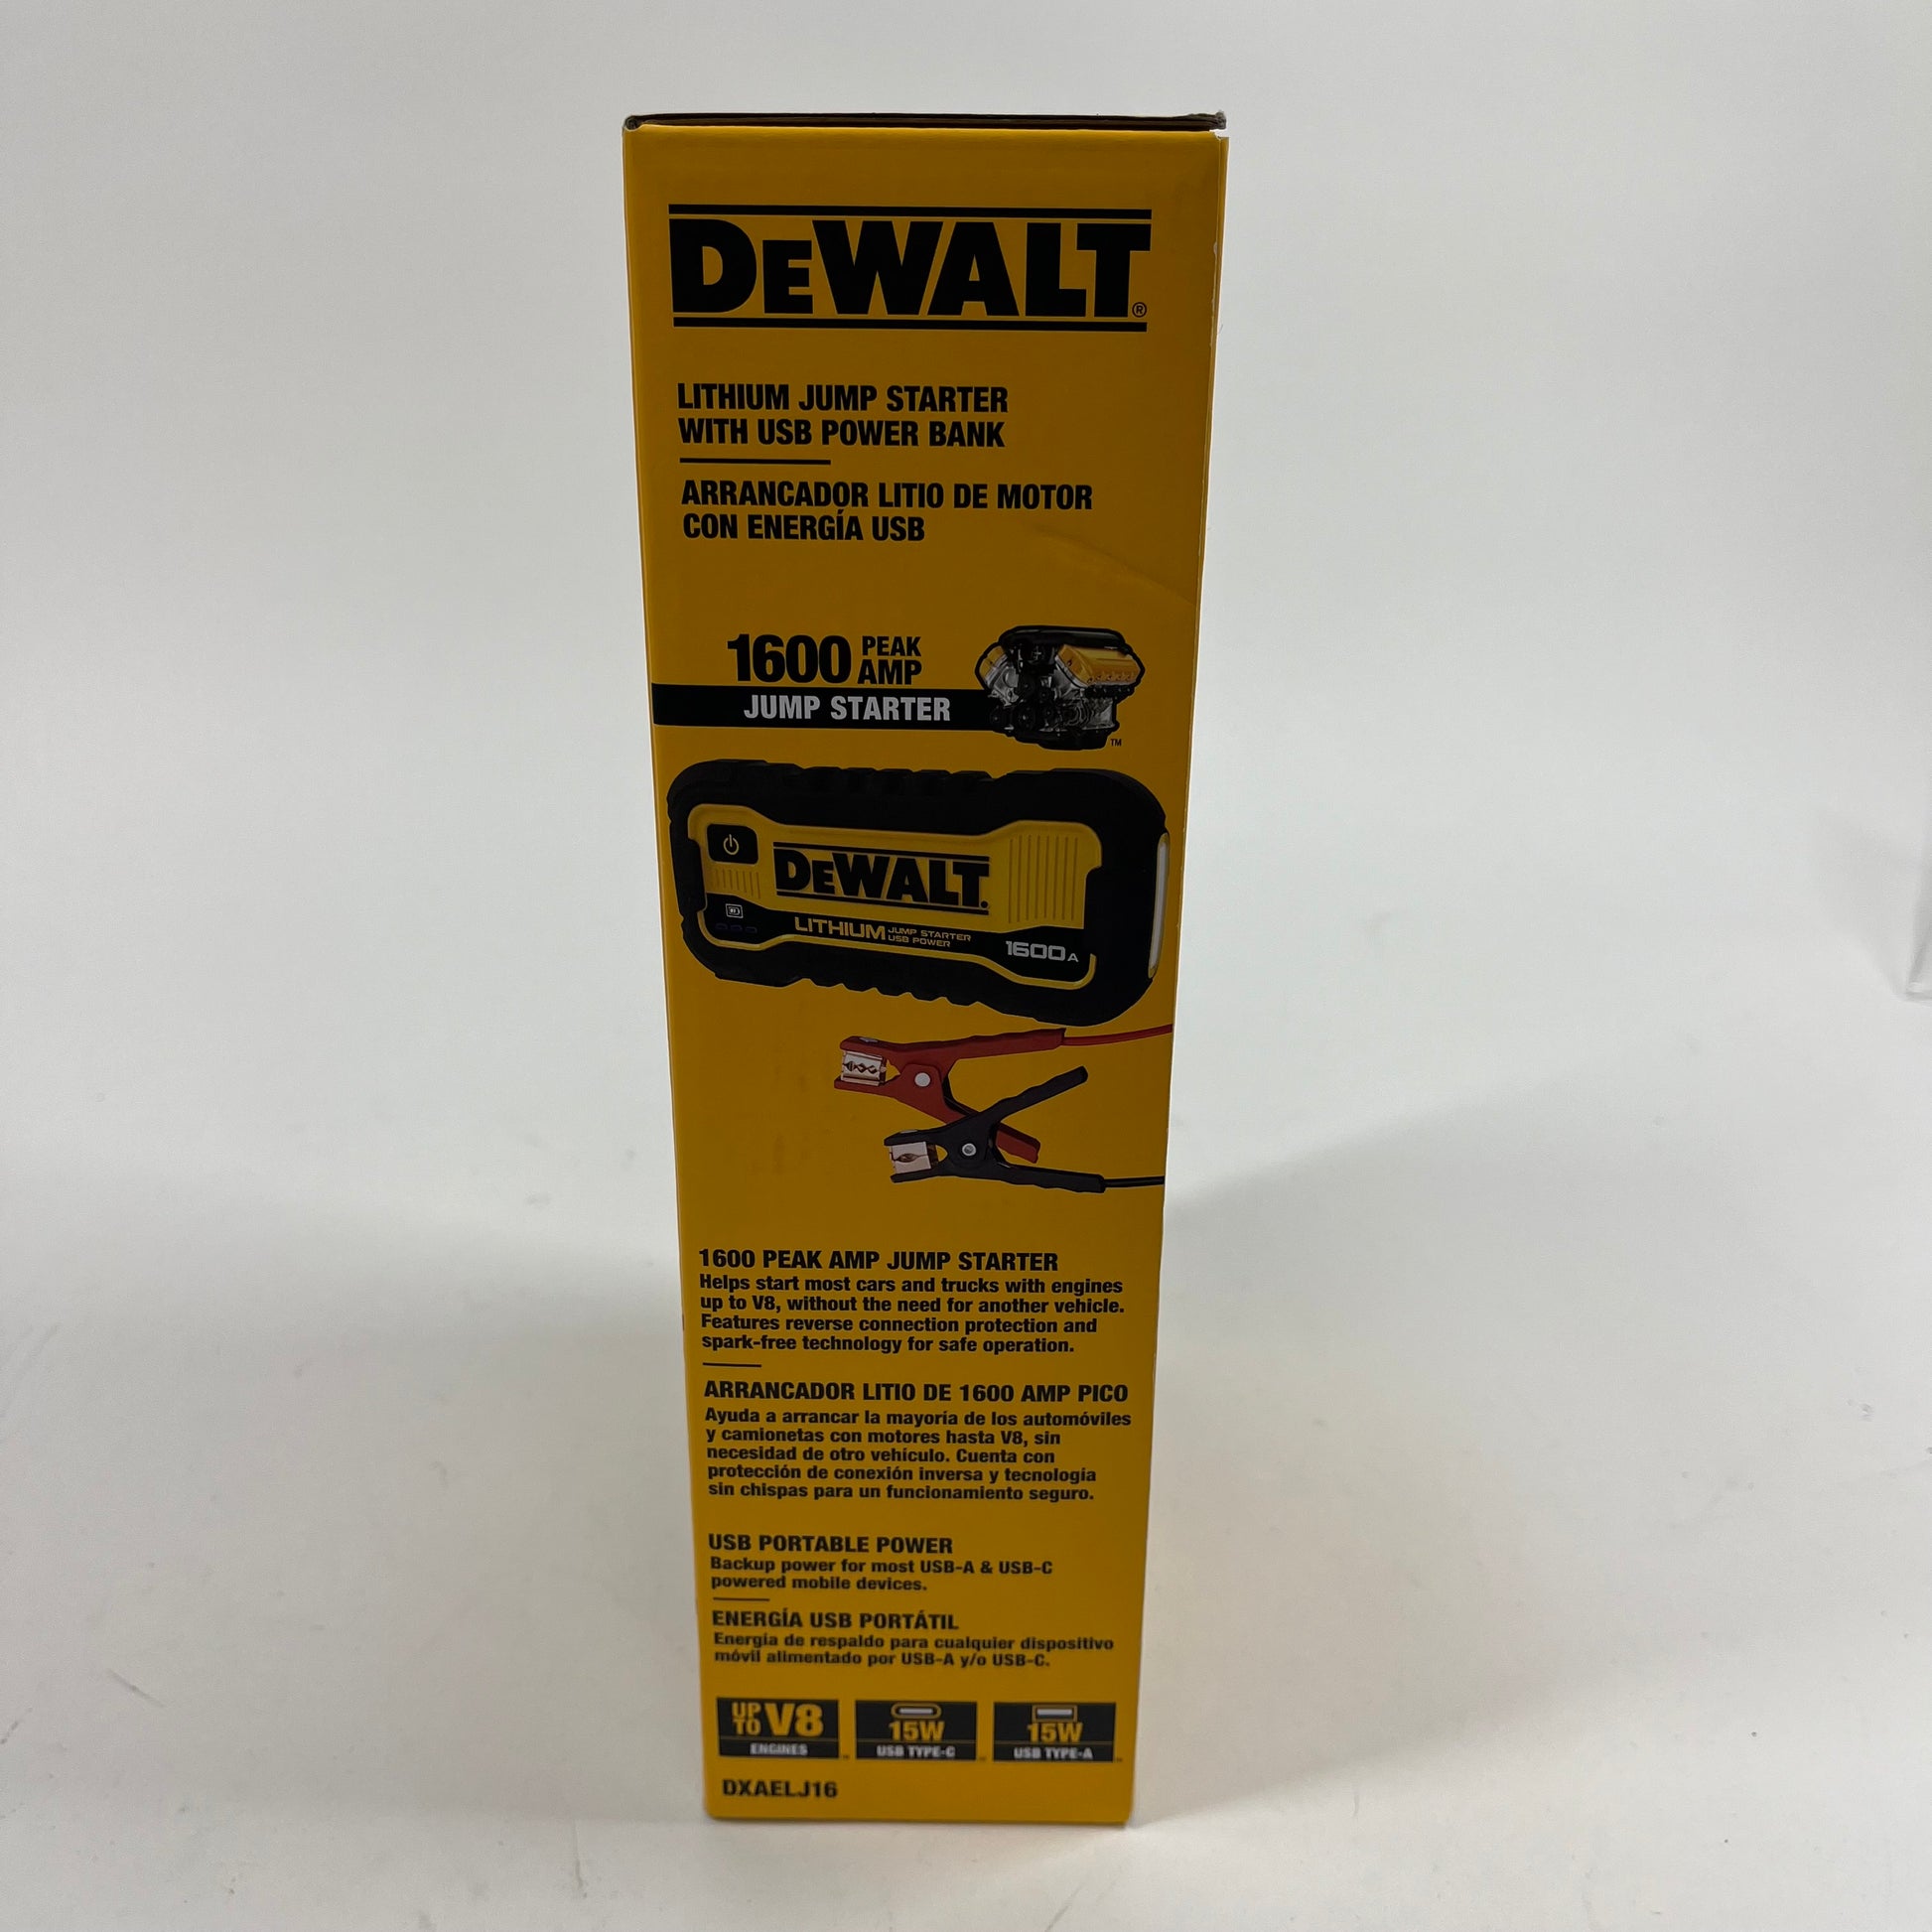 DEWALT®
LITHIUM JUMP STARTER
WITH USB POWER BANK
ARRANCADOR LITIO DE MOTOR
CON ENERGÍA USB
1600 PEAK AMP
JUMP STARTER
TM
DEWALT.
LITHIUM JUMP STARTER USB POWER
1600A
1600 PEAK AMP JUMP STARTER
Helps start most cars and trucks with engines
up to V8, without the need for another vehicle.
Features reverse connection protection and
spark-free technology for safe operation.
ARRANCADOR LITIO DE 1600 AMP PICO
Ayuda a arrancar la mayoría de los automóviles
y camionetas con motores hasta V8, sin
necesidad de otro vehículo. Cuenta con
protección de conexión inversa y tecnología
sin chispas para un funcionamiento seguro.
USB PORTABLE POWER
Backup power for most USB-A & USB-C
powered mobile devices.
ENERGÍA USB PORTÁTIL
Energía de respaldo para cualquier dispositivo
móvil alimentado por USB-A y/o USB-C.
UP TO V8
ENGINES
15W
USB TYPE-C
15W
USB TYPE-A
DXAELJ16